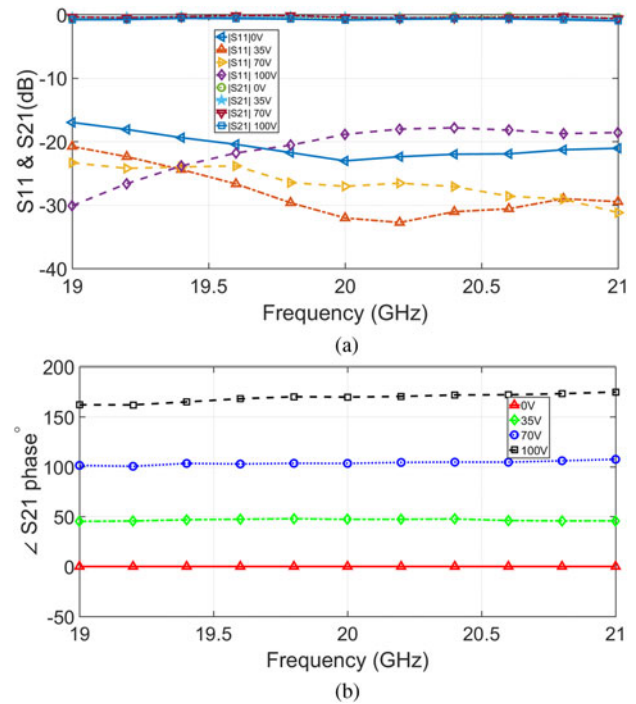 0
-10
-20
-30
-40
S11 & S21(dB)
|S11|0V
|S11| 35V
|S11| 70V
|S11| 100V
|S21| 0V
|S21| 35V
|S21| 70V
|S21| 100V
19
19.5
20
20.5
21
Frequency (GHz)
(a)
200
150
100
50
0
-50
∠ S21 phase°
0V
35V
70V
100V
19
19.5
20
20.5
21
Frequency (GHz)
(b)